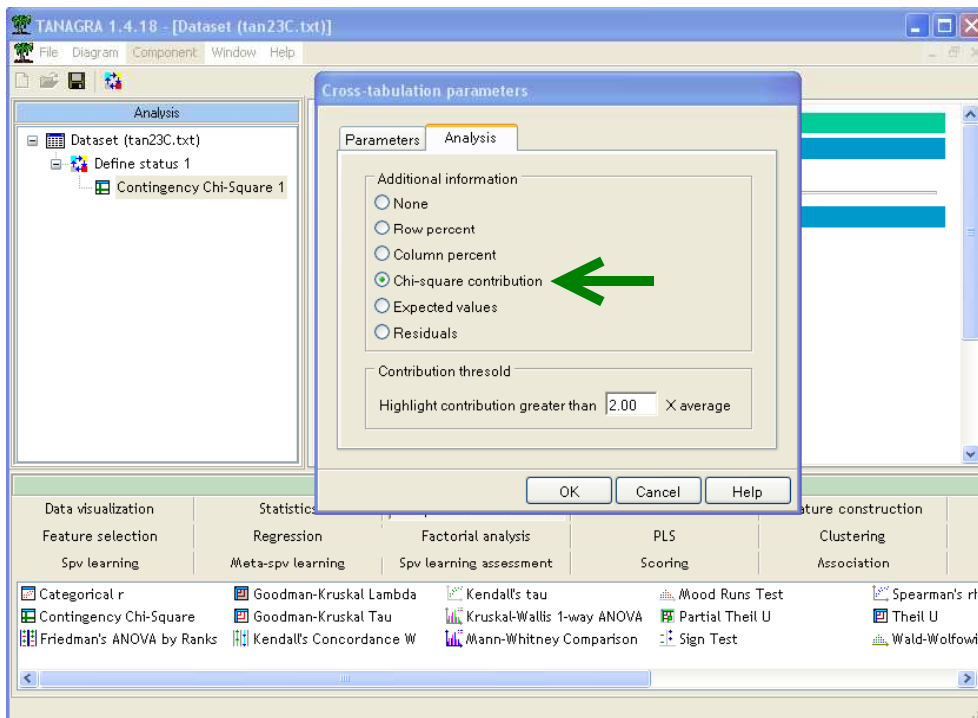 TANAGRA 1.4.18 - [Dataset (tan23C.txt)]
File Diagram Component Window Help
Analysis
Dataset (tan23C.txt)
Define status 1
Contingency Chi-Square 1
Cross-tabulation parameters
Parameters Analysis
Additional information
None
Row percent
Column percent
Chi-square contribution
Expected values
Residuals
Contribution thresold
Highlight contribution greater than 2.00 X average
OK Cancel Help
Data visualization Statistics ature construction
Feature selection Regression Factorial analysis PLS Clustering
Spv learning Meta-spv learning Spv learning assessment Scoring Association
Categorical r Goodman-Kruskal Lambda Kendall's tau Mood Runs Test Spearman's rh
Contingency Chi-Square Goodman-Kruskal Tau Kruskal-Wallis 1-way ANOVA Partial Theil U Theil U
Friedman's ANOVA by Ranks Kendall's Concordance W Mann-Whitney Comparison Sign Test Wald-Wolfowi